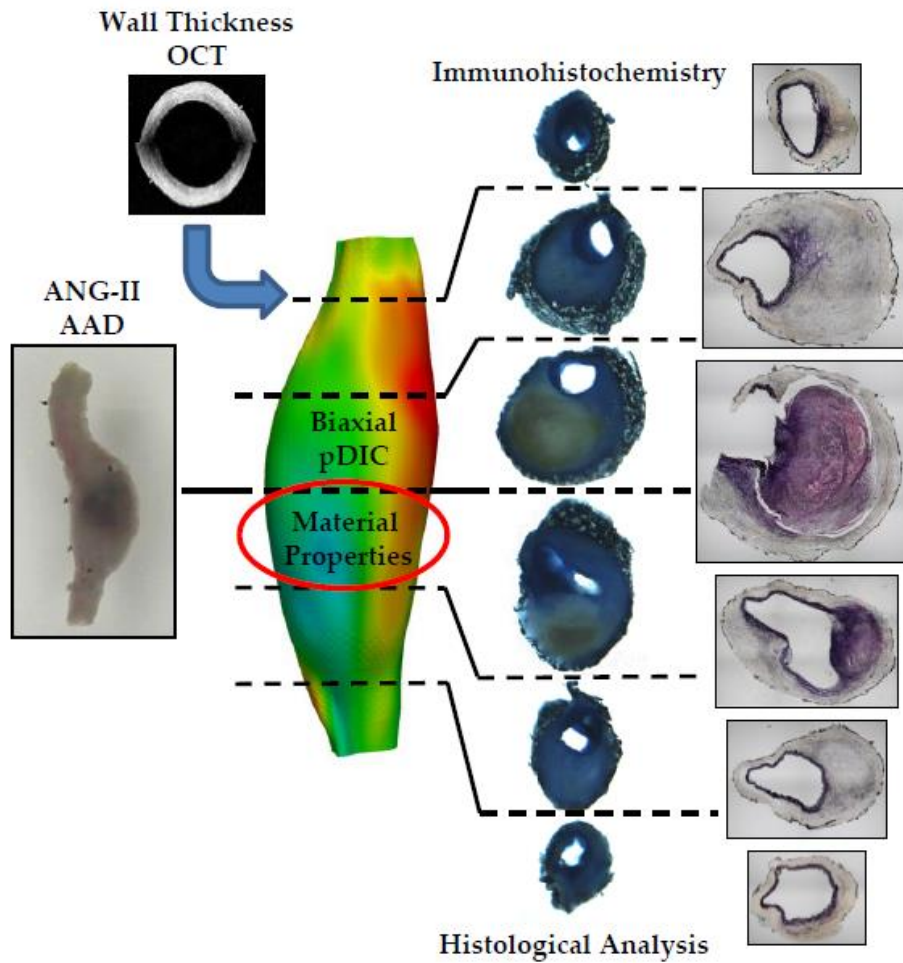 Wall Thickness
OCT
Immunohistochemistry
ANG-II
AAD
Biaxial
pDIC
Material
Properties
Histological Analysis